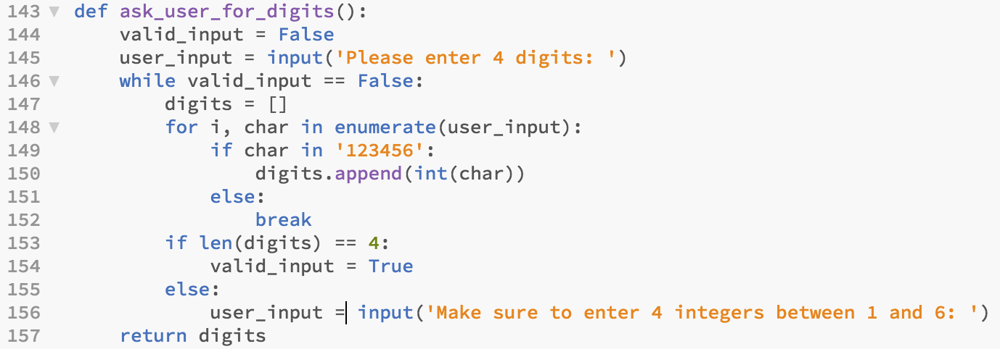 143 ▼ def ask_user_for_digits():
144 valid_input = False
145 user_input = input('Please enter 4 digits: ')
146 ▼ while valid_input == False:
147 digits = []
148 ▼ for i, char in enumerate(user_input):
149 if char in '123456':
150 digits.append(int(char))
151 else:
152 break
153 if len(digits) == 4:
154 valid_input = True
155 else:
156 user_input = input('Make sure to enter 4 integers between 1 and 6: ')
157 return digits